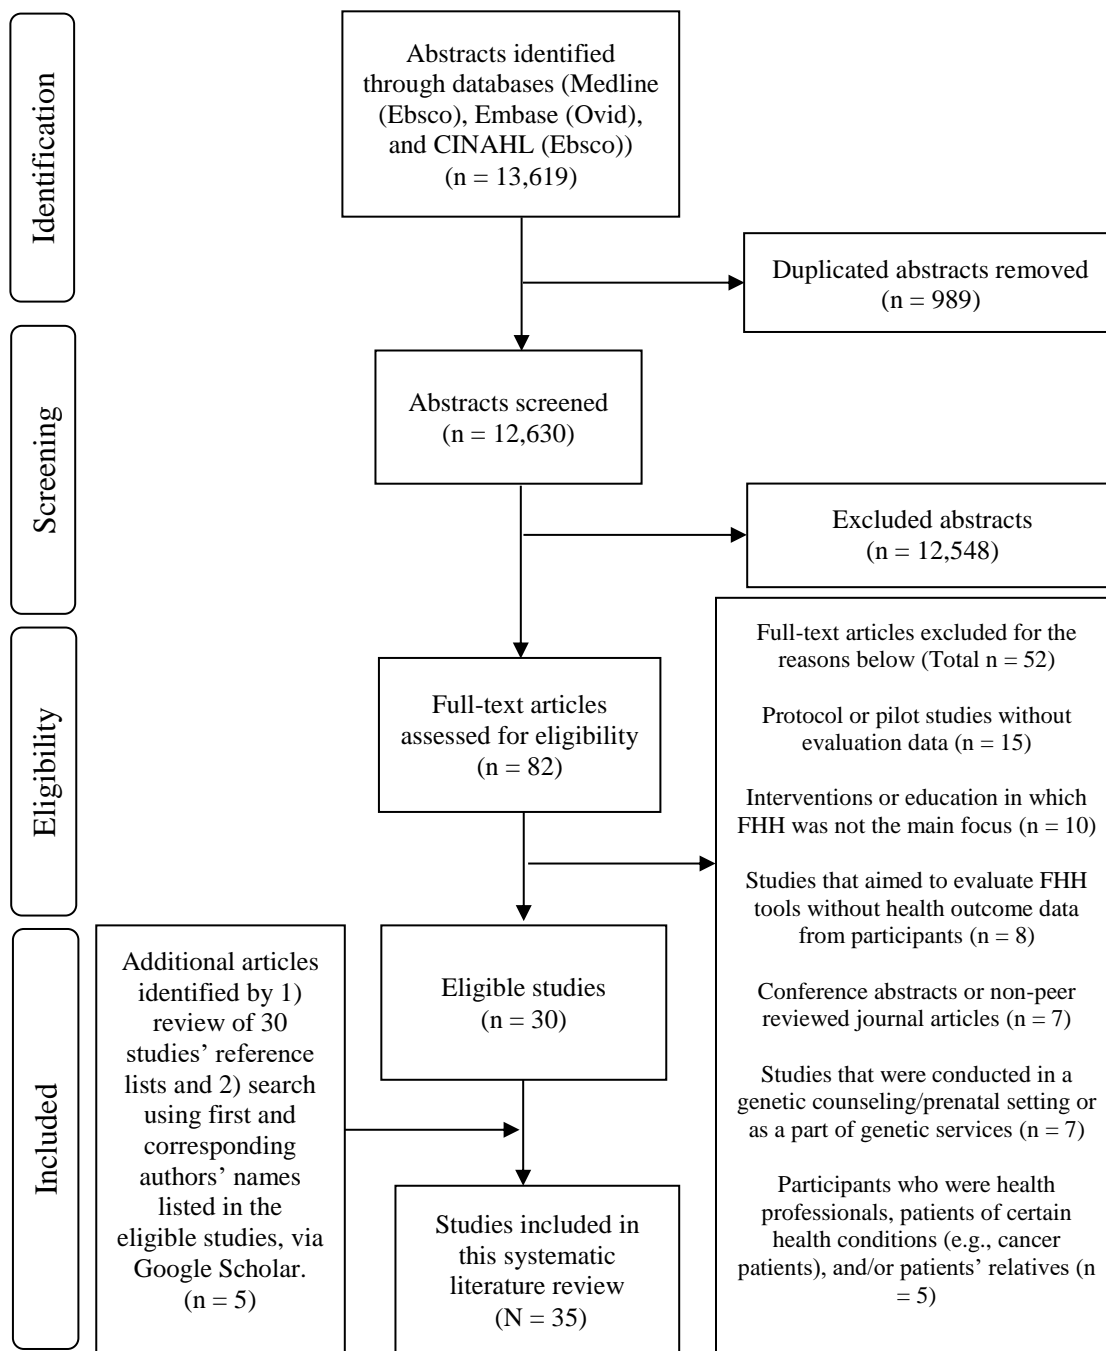 Identification
Abstracts identified
through databases (Medline
(Ebsco), Embase (Ovid),
and CINAHL (Ebsco))
(n = 13,619)
Duplicated abstracts removed
(n = 989)
Screening
Abstracts screened
(n = 12,630)
Excluded abstracts
(n = 12,548)
Eligibility
Full-text articles
assessed for eligibility
(n = 82)
Full-text articles excluded for the
reasons below (Total n = 52)
Protocol or pilot studies without
evaluation data (n = 15)
Interventions or education in which
FHH was not the main focus (n = 10)
Studies that aimed to evaluate FHH
tools without health outcome data
from participants (n = 8)
Conference abstracts or non-peer
reviewed journal articles (n = 7)
Studies that were conducted in a
genetic counseling/prenatal setting or
as a part of genetic services (n = 7)
Participants who were health
professionals, patients of certain
health conditions (e.g., cancer
patients), and/or patients’ relatives (n
= 5)
Included
Additional articles
identified by 1)
review of 30
studies’ reference
lists and 2) search
using first and
corresponding
authors’ names
listed in the
eligible studies, via
Google Scholar.
(n = 5)
Eligible studies
(n = 30)
Studies included in
this systematic
literature review
(N = 35)